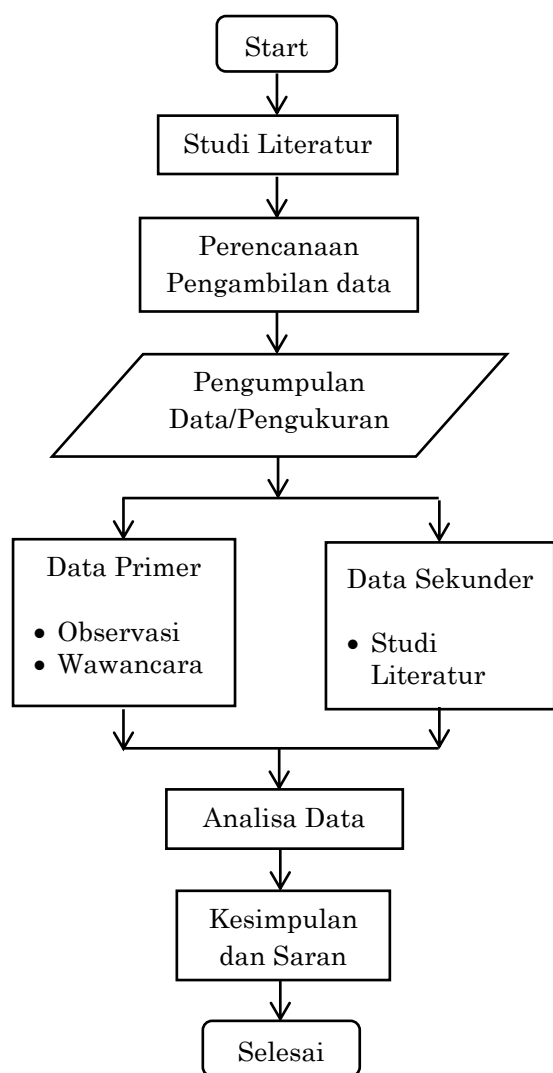 Start
Studi Literatur
Perencanaan
Pengambilan data
Pengumpulan
Data/Pengukuran
Data Primer
• Observasi
• Wawancara
Data Sekunder
• Studi
Literatur
Analisa Data
Kesimpulan
dan Saran
Selesai